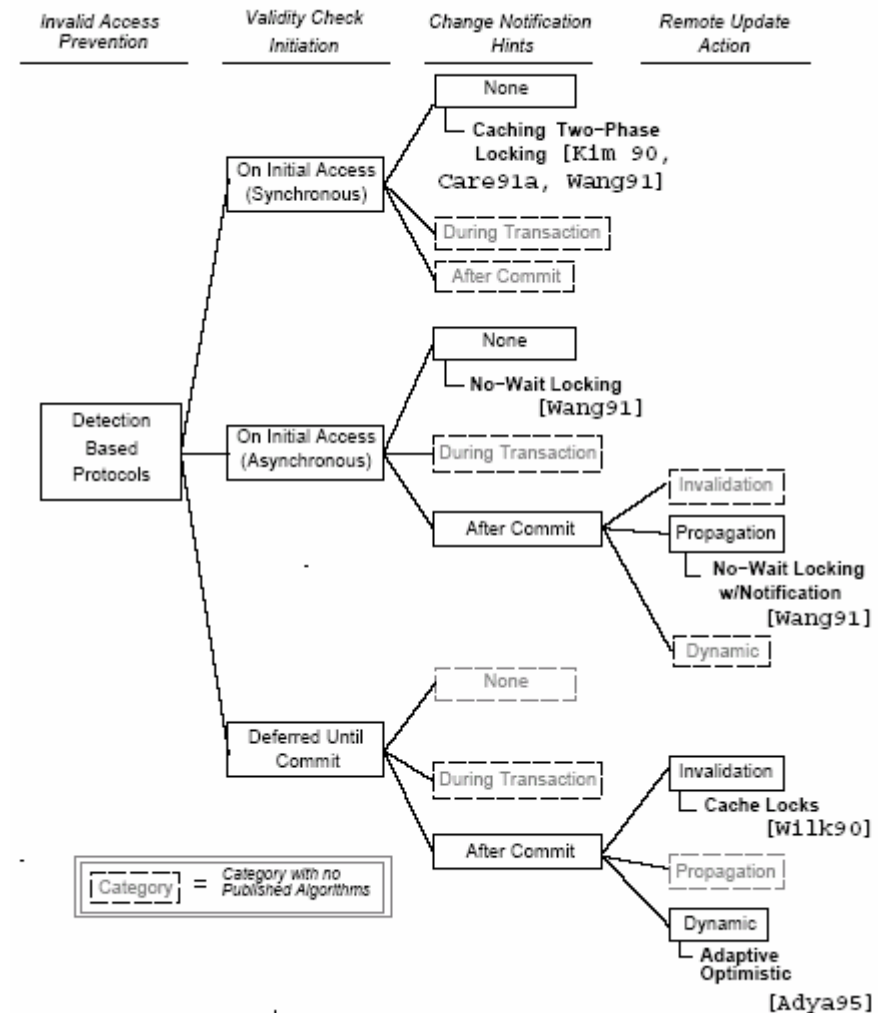 Invalid Access
Prevention
Validity Check
Initiation
Change Notification
Hints
Remote Update
Action
None
Caching Two-Phase
Locking [Kim 90,
Care91a, Wang91]
On Initial Access
(Synchronous)
During Transaction
After Commit
None
No-Wait Locking
[Wang91]
Detection
Based
Protocols
On Initial Access
(Asynchronous)
During Transaction
Invalidation
After Commit
Propagation
No-Wait Locking
w/Notification
[Wang91]
Dynamic
None
Deferred Until
Commit
During Transaction
Invalidation
Cache Locks
[Wilk90]
After Commit
Propagation
Dynamic
Adaptive
Optimistic
[Adya95]
Category = Category with no
Published Algorithms